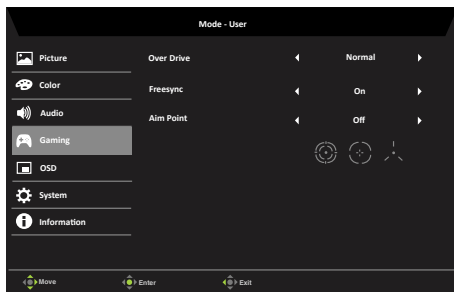 Mode - User
Picture
Over Drive Normal
Color
Freesync On
Audio
Aim Point Off
Gaming
OSD
System
Information
Move Enter Exit